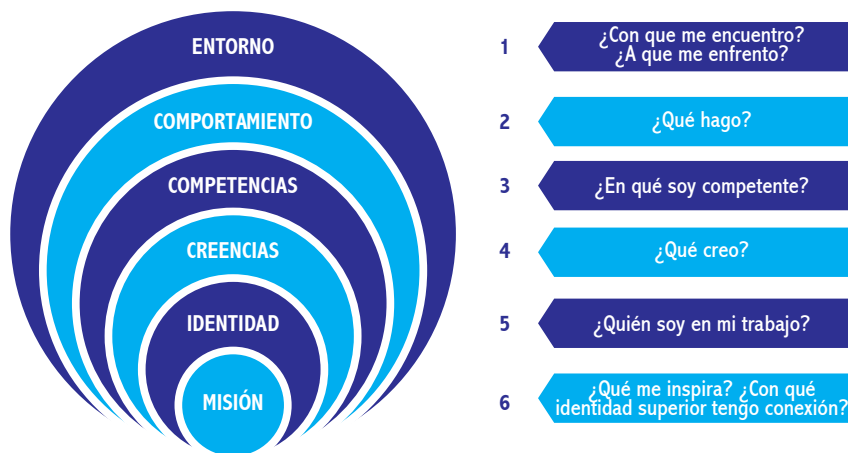 ENTORNO
1
¿Con que me encuentro?
¿A que me enfrento?
COMPORTAMIENTO
2
¿Qué hago?
COMPETENCIAS
3
¿En qué soy competente?
CREENCIAS
4
¿Qué creo?
IDENTIDAD
5
¿Quién soy en mi trabajo?
MISIÓN
6
¿Qué me inspira? ¿Con qué
identidad superior tengo conexión?